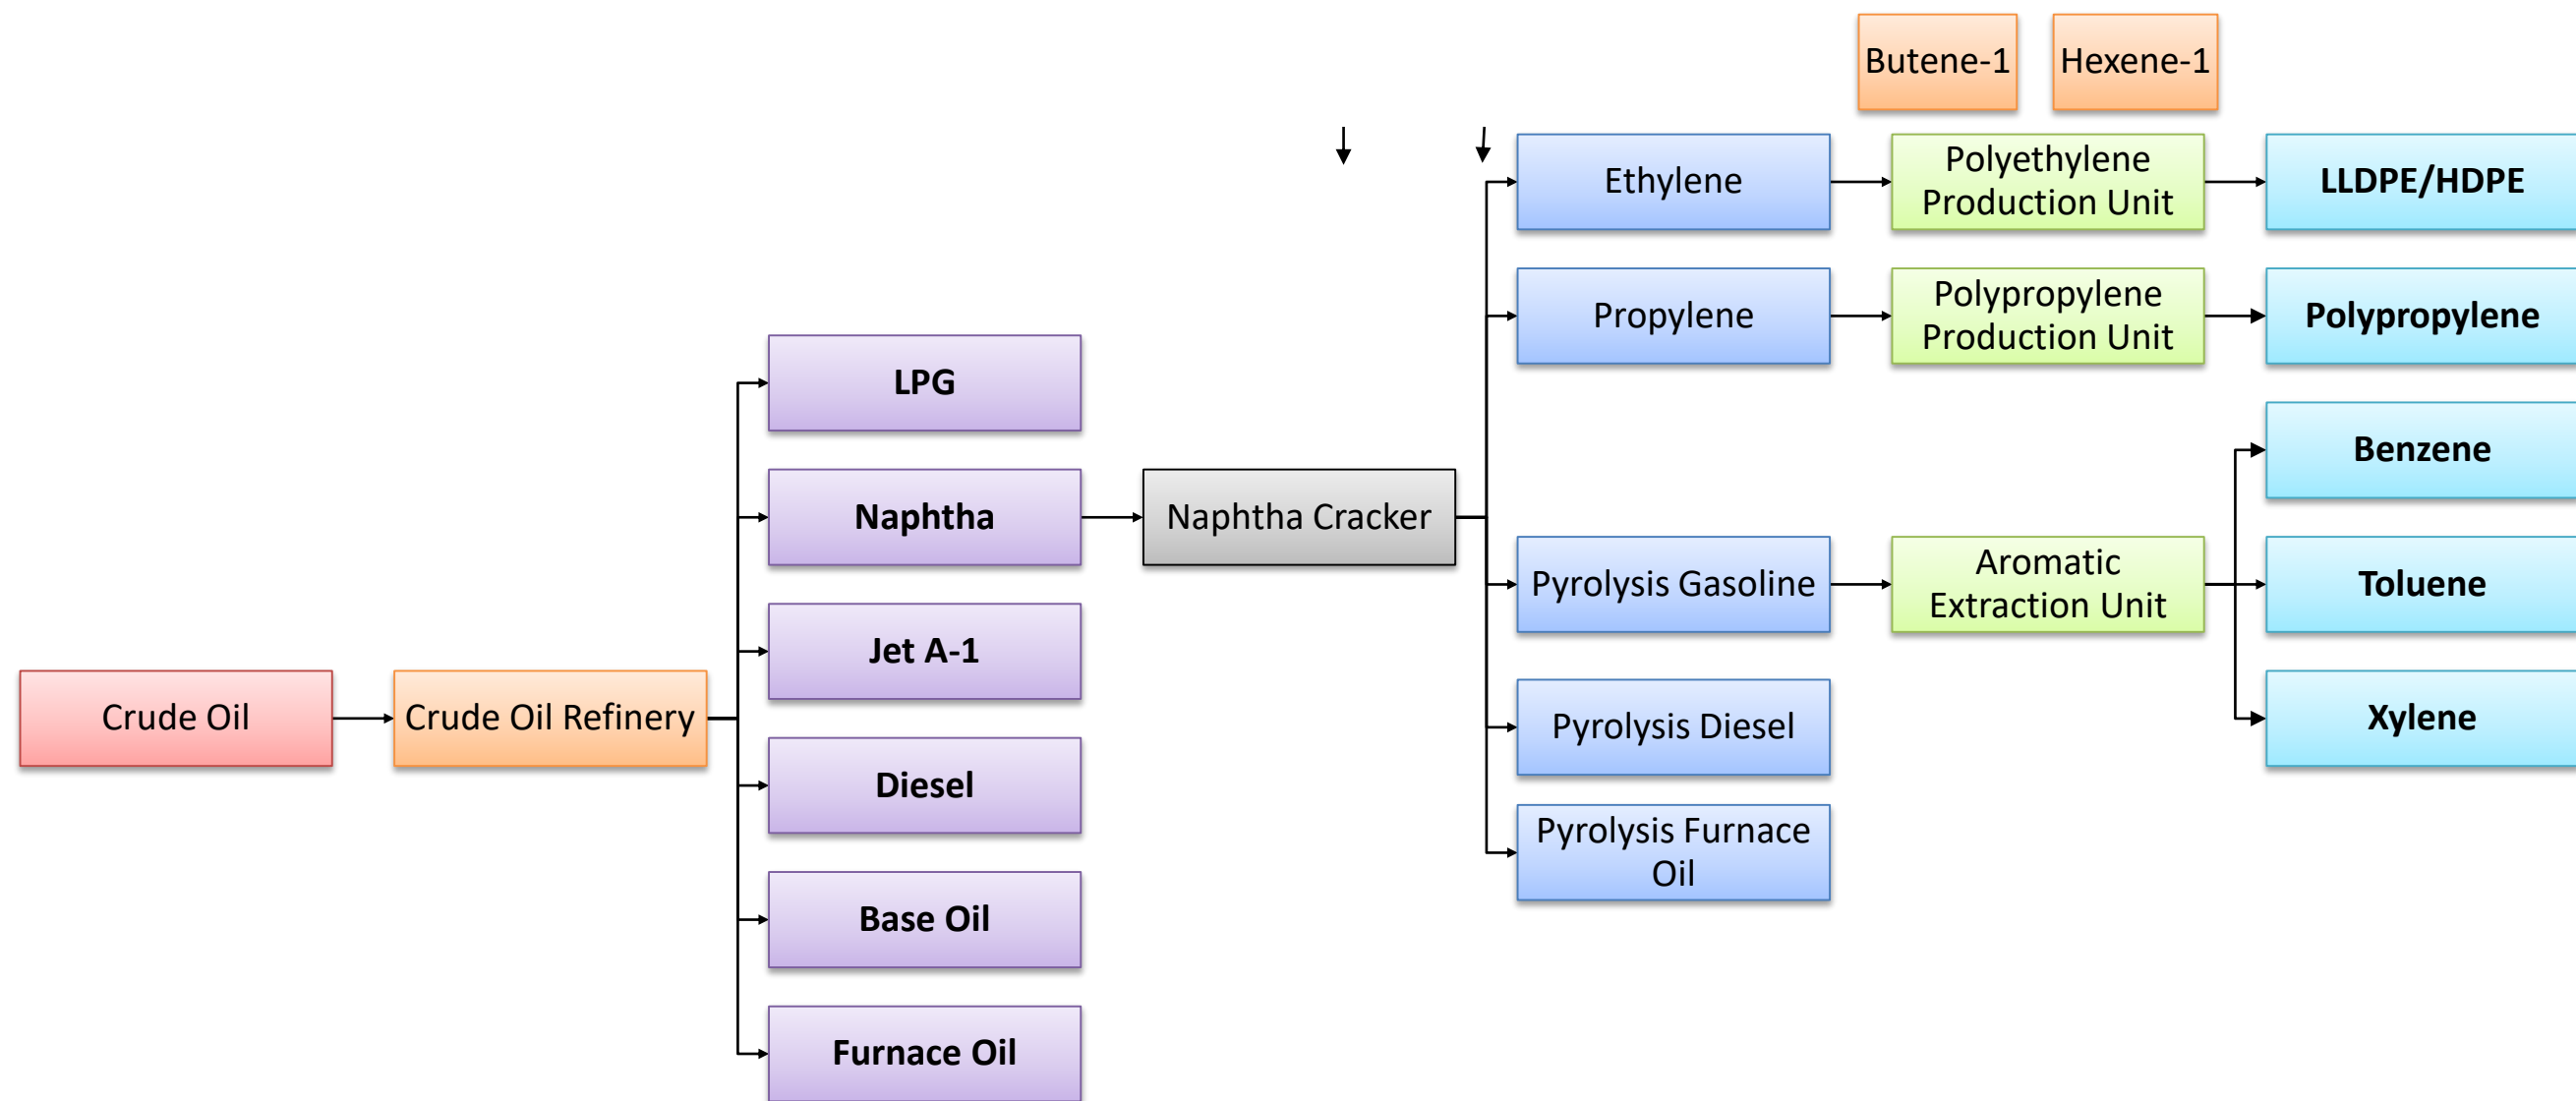 Butene-1
Hexene-1
Ethylene
Polyethylene
Production Unit
LLDPE/HDPE
Propylene
Polypropylene
Production Unit
Polypropylene
LPG
Benzene
Naphtha
Naphtha Cracker
Pyrolysis Gasoline
Aromatic
Extraction Unit
Toluene
Jet A-1
Crude Oil
Crude Oil Refinery
Pyrolysis Diesel
Xylene
Diesel
Pyrolysis Furnace
Oil
Base Oil
Furnace Oil